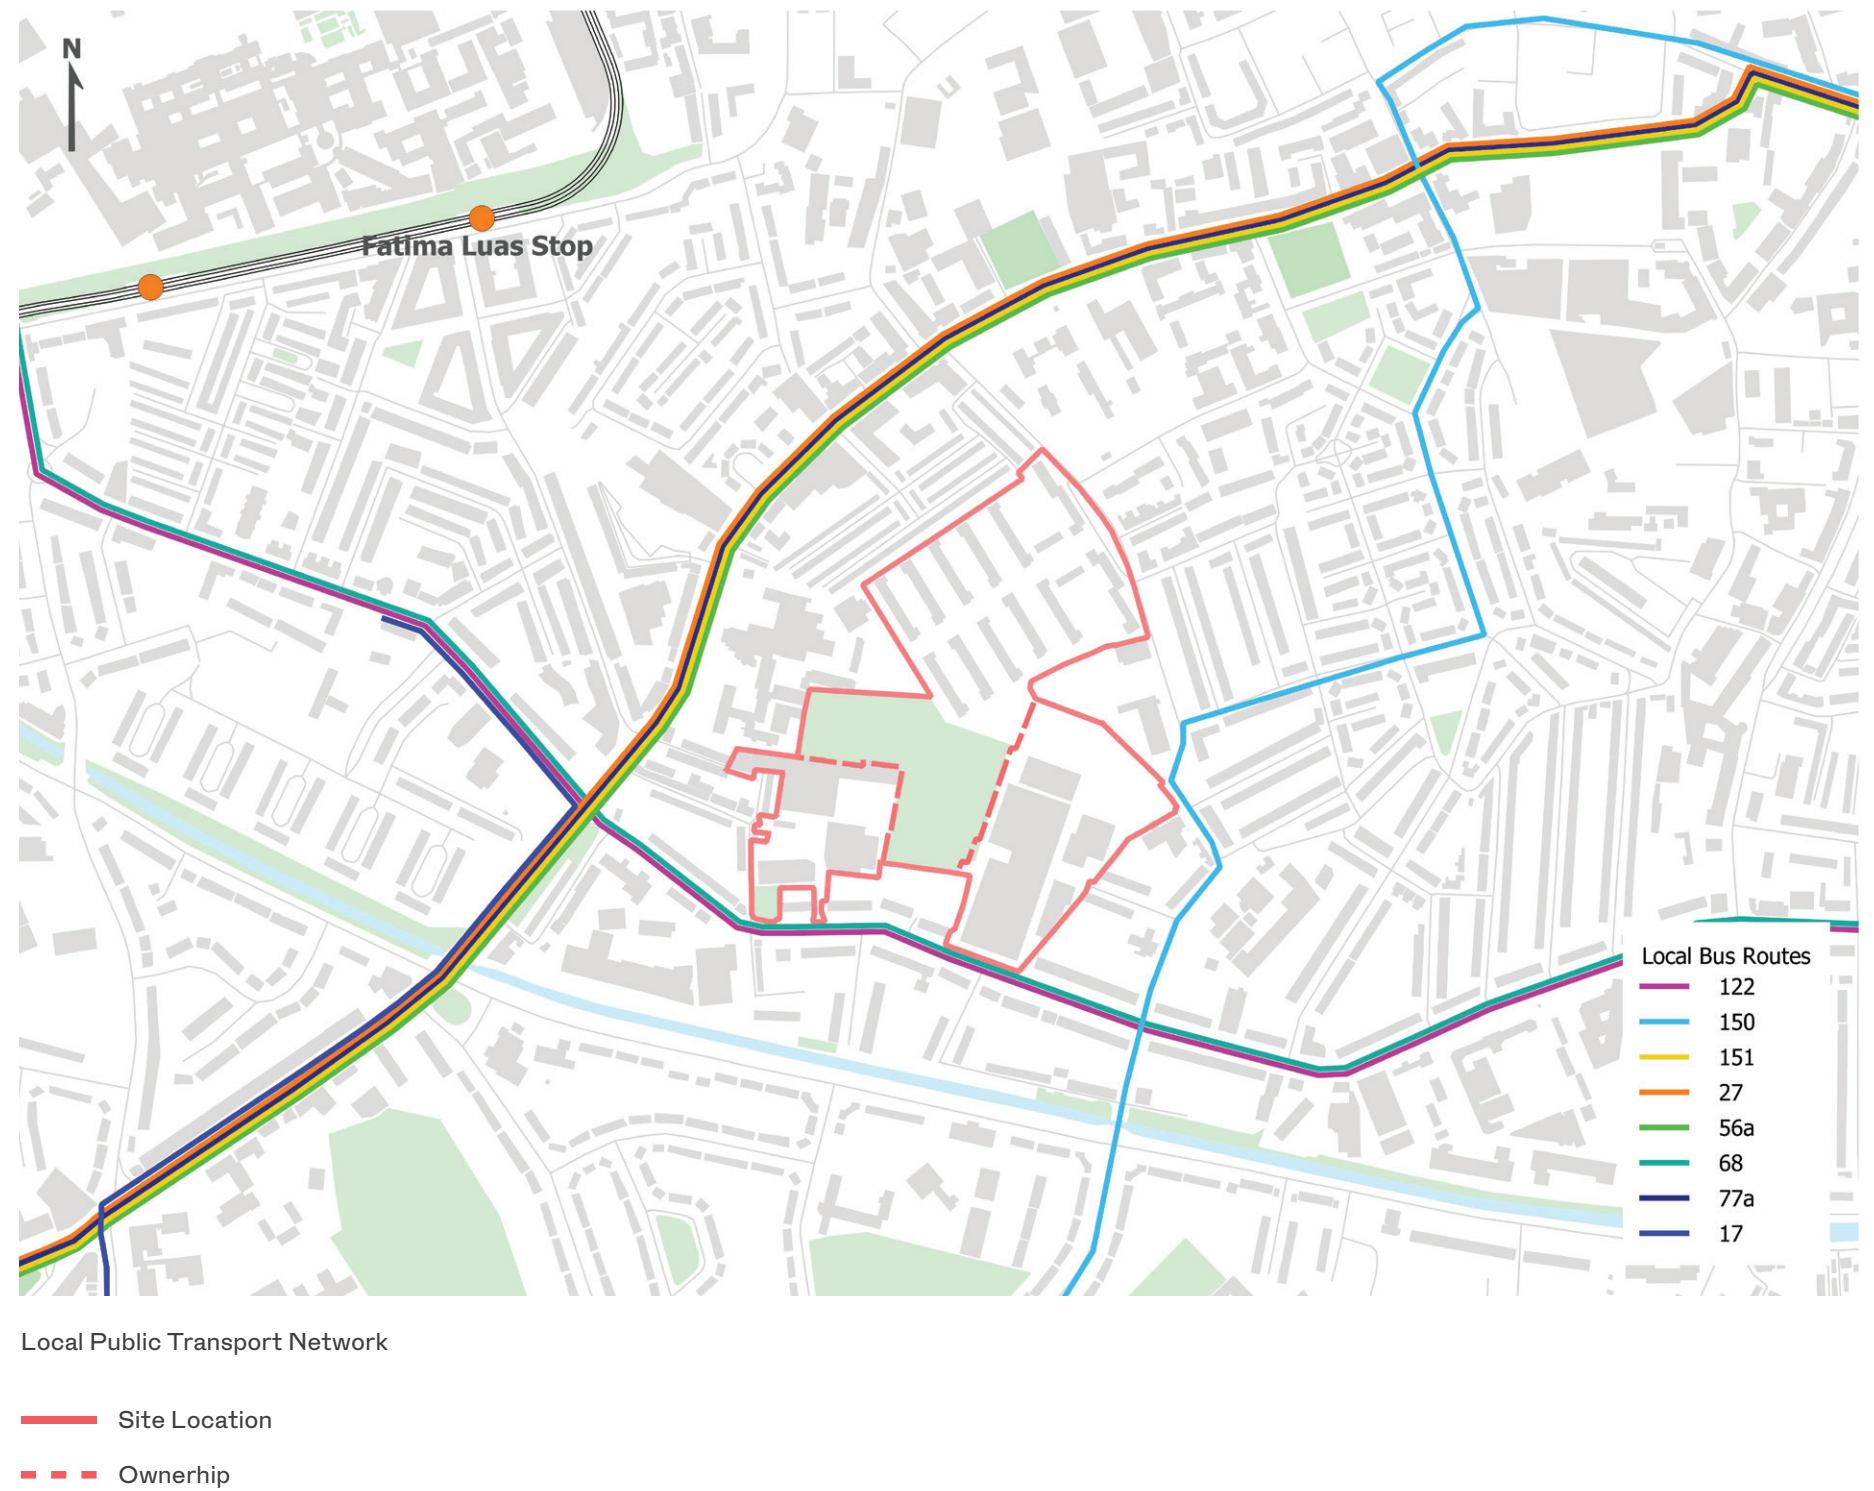 N
Fatima Luas Stop
Local Bus Routes
122
150
151
27
56a
68
77a
17
Local Public Transport Network
Site Location
Ownerhip